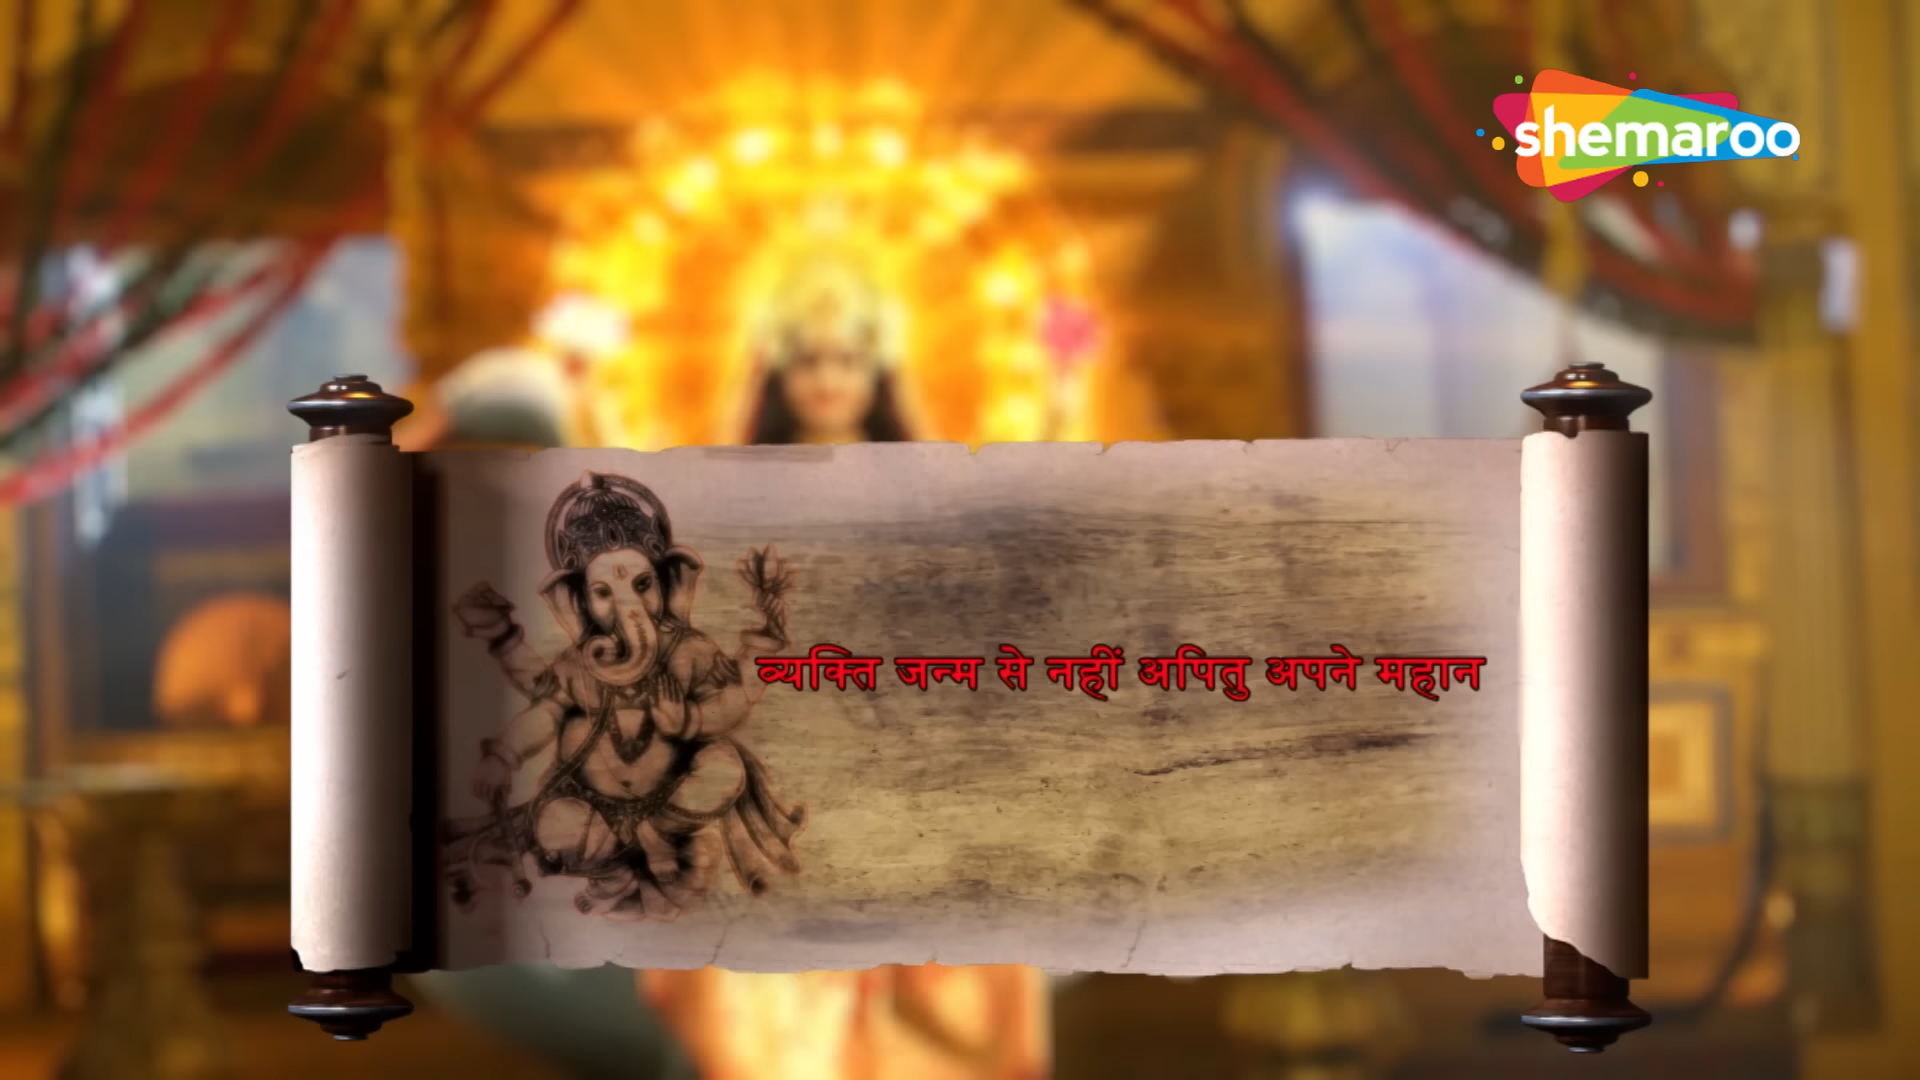 shemaroo
व्यक्ति जन्म से नहीं अपितु अपने महान